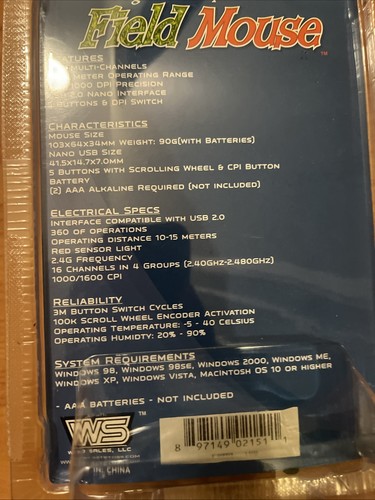 Field Mouse
™
FEATURES
MULTI-CHANNELS
METER OPERATING RANGE
1000 DPI PRECISION
2.0 NANO INTERFACE
BUTTONS & DPI SWITCH
CHARACTERISTICS
MOUSE SIZE
103x64x34MM WEIGHT: 90G(WITH BATTERIES)
NANO USB SIZE
41.5x14.7x7.0MM
5 BUTTONS WITH SCROLLING WHEEL & CPI BUTTON
BATTERY
(2) AAA ALKALINE REQUIRED (NOT INCLUDED)
ELECTRICAL SPECS
INTERFACE COMPATIBLE WITH USB 2.0
360 OF OPERATIONS
OPERATING DISTANCE 10-15 METERS
RED SENSOR LIGHT
2.4G FREQUENCY
16 CHANNELS IN 4 GROUPS (2.40GHZ-2.480GHZ)
1000/1600 CPI
RELIABILITY
3M BUTTON SWITCH CYCLES
100K SCROLL WHEEL ENCODER ACTIVATION
OPERATING TEMPERATURE: -5 - 40 CELSIUS
OPERATING HUMIDTY: 20% - 90%
SYSTEM REQUIREMENTS
WINDOWS 98, WINDOWS 98SE, WINDOWS 2000, WINDOWS ME,
WINDOWS XP, WINDOWS VISTA, MACINTOSH OS 10 OR HIGHER
- AAA BATTERIES - NOT INCLUDED
™
WS
SALES, LLC
IN CHINA
8 97149 02151 1